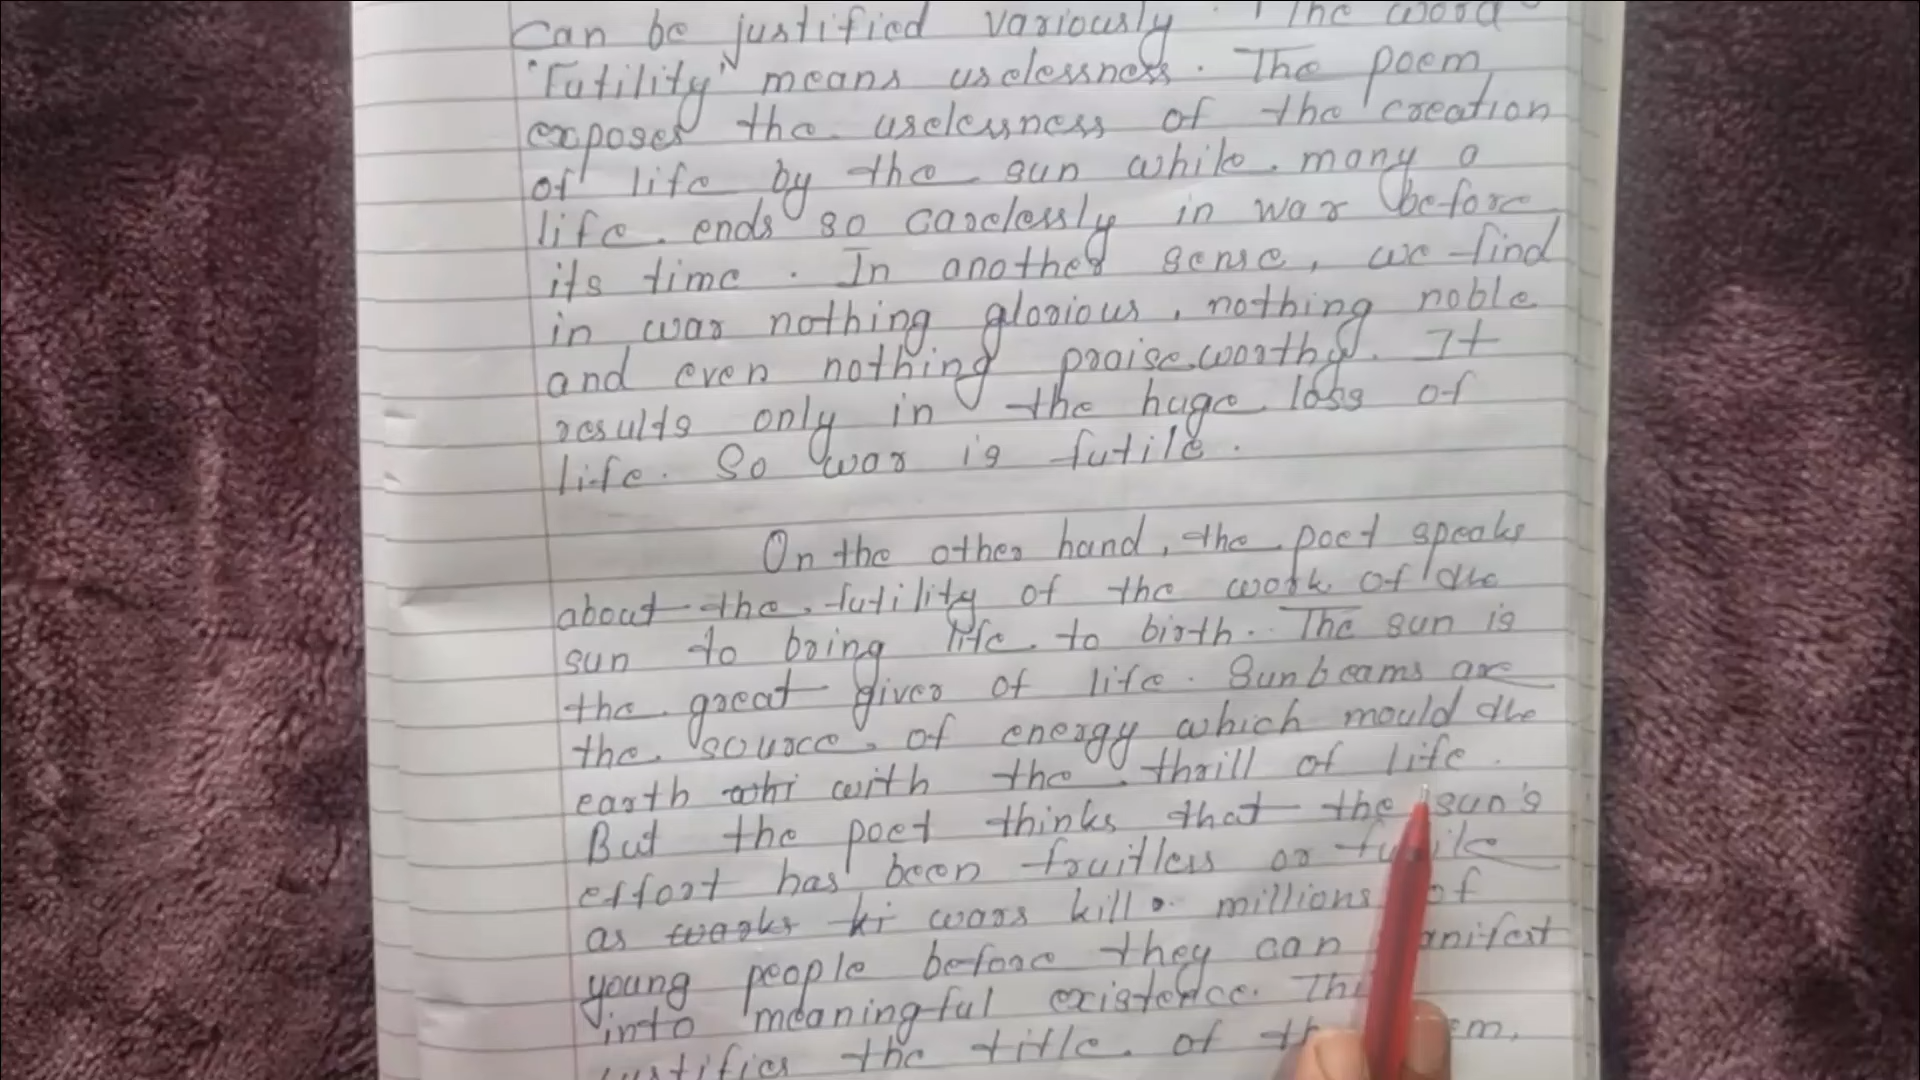 can be justified variously. The word
"Futility" means uselessness. The poem
exposes the uselessness of the creation
of life by the sun while many a
life ends so carelessly in war before
its time. In another sense, we find
in war nothing glorious, nothing noble
and even nothing praiseworthy. It
results only in the huge loss of
life. So war is futile.
On the other hand, the poet speaks
about the futility of the work of the
sun to bring life to birth. The sun is
the great giver of life. Sunbeams are
the source of energy which mould the
earth whi with the thrill of life.
But the poet thinks that the sun's
effort has been fruitless or futile
as works ki wars kill millions of
young people before they can manifest
into meaningful existence.
justifies the title of